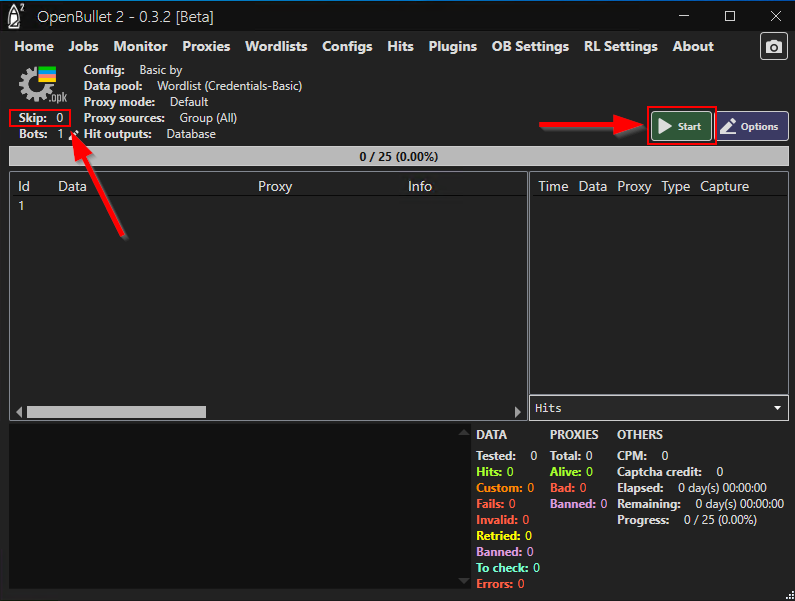 OpenBullet 2 - 0.3.2 [Beta]
Home Jobs Monitor Proxies Wordlists Configs Hits Plugins OB Settings RL Settings About
.opk
Config: Basic by
Data pool: Wordlist (Credentials-Basic)
Proxy mode: Default
Skip: 0 Proxy sources: Group (All)
Bots: 1 Hit outputs: Database
Start Options
0 / 25 (0.00%)
Id Data Proxy Info
1
Time Data Proxy Type Capture
Hits
DATA PROXIES OTHERS
Tested: 0 Total: 0 CPM: 0
Hits: 0 Alive: 0 Captcha credit: 0
Custom: 0 Bad: 0 Elapsed: 0 day(s) 00:00:00
Fails: 0 Banned: 0 Remaining: 0 day(s) 00:00:00
Invalid: 0 Progress: 0 / 25 (0.00%)
Retried: 0
Banned: 0
To check: 0
Errors: 0